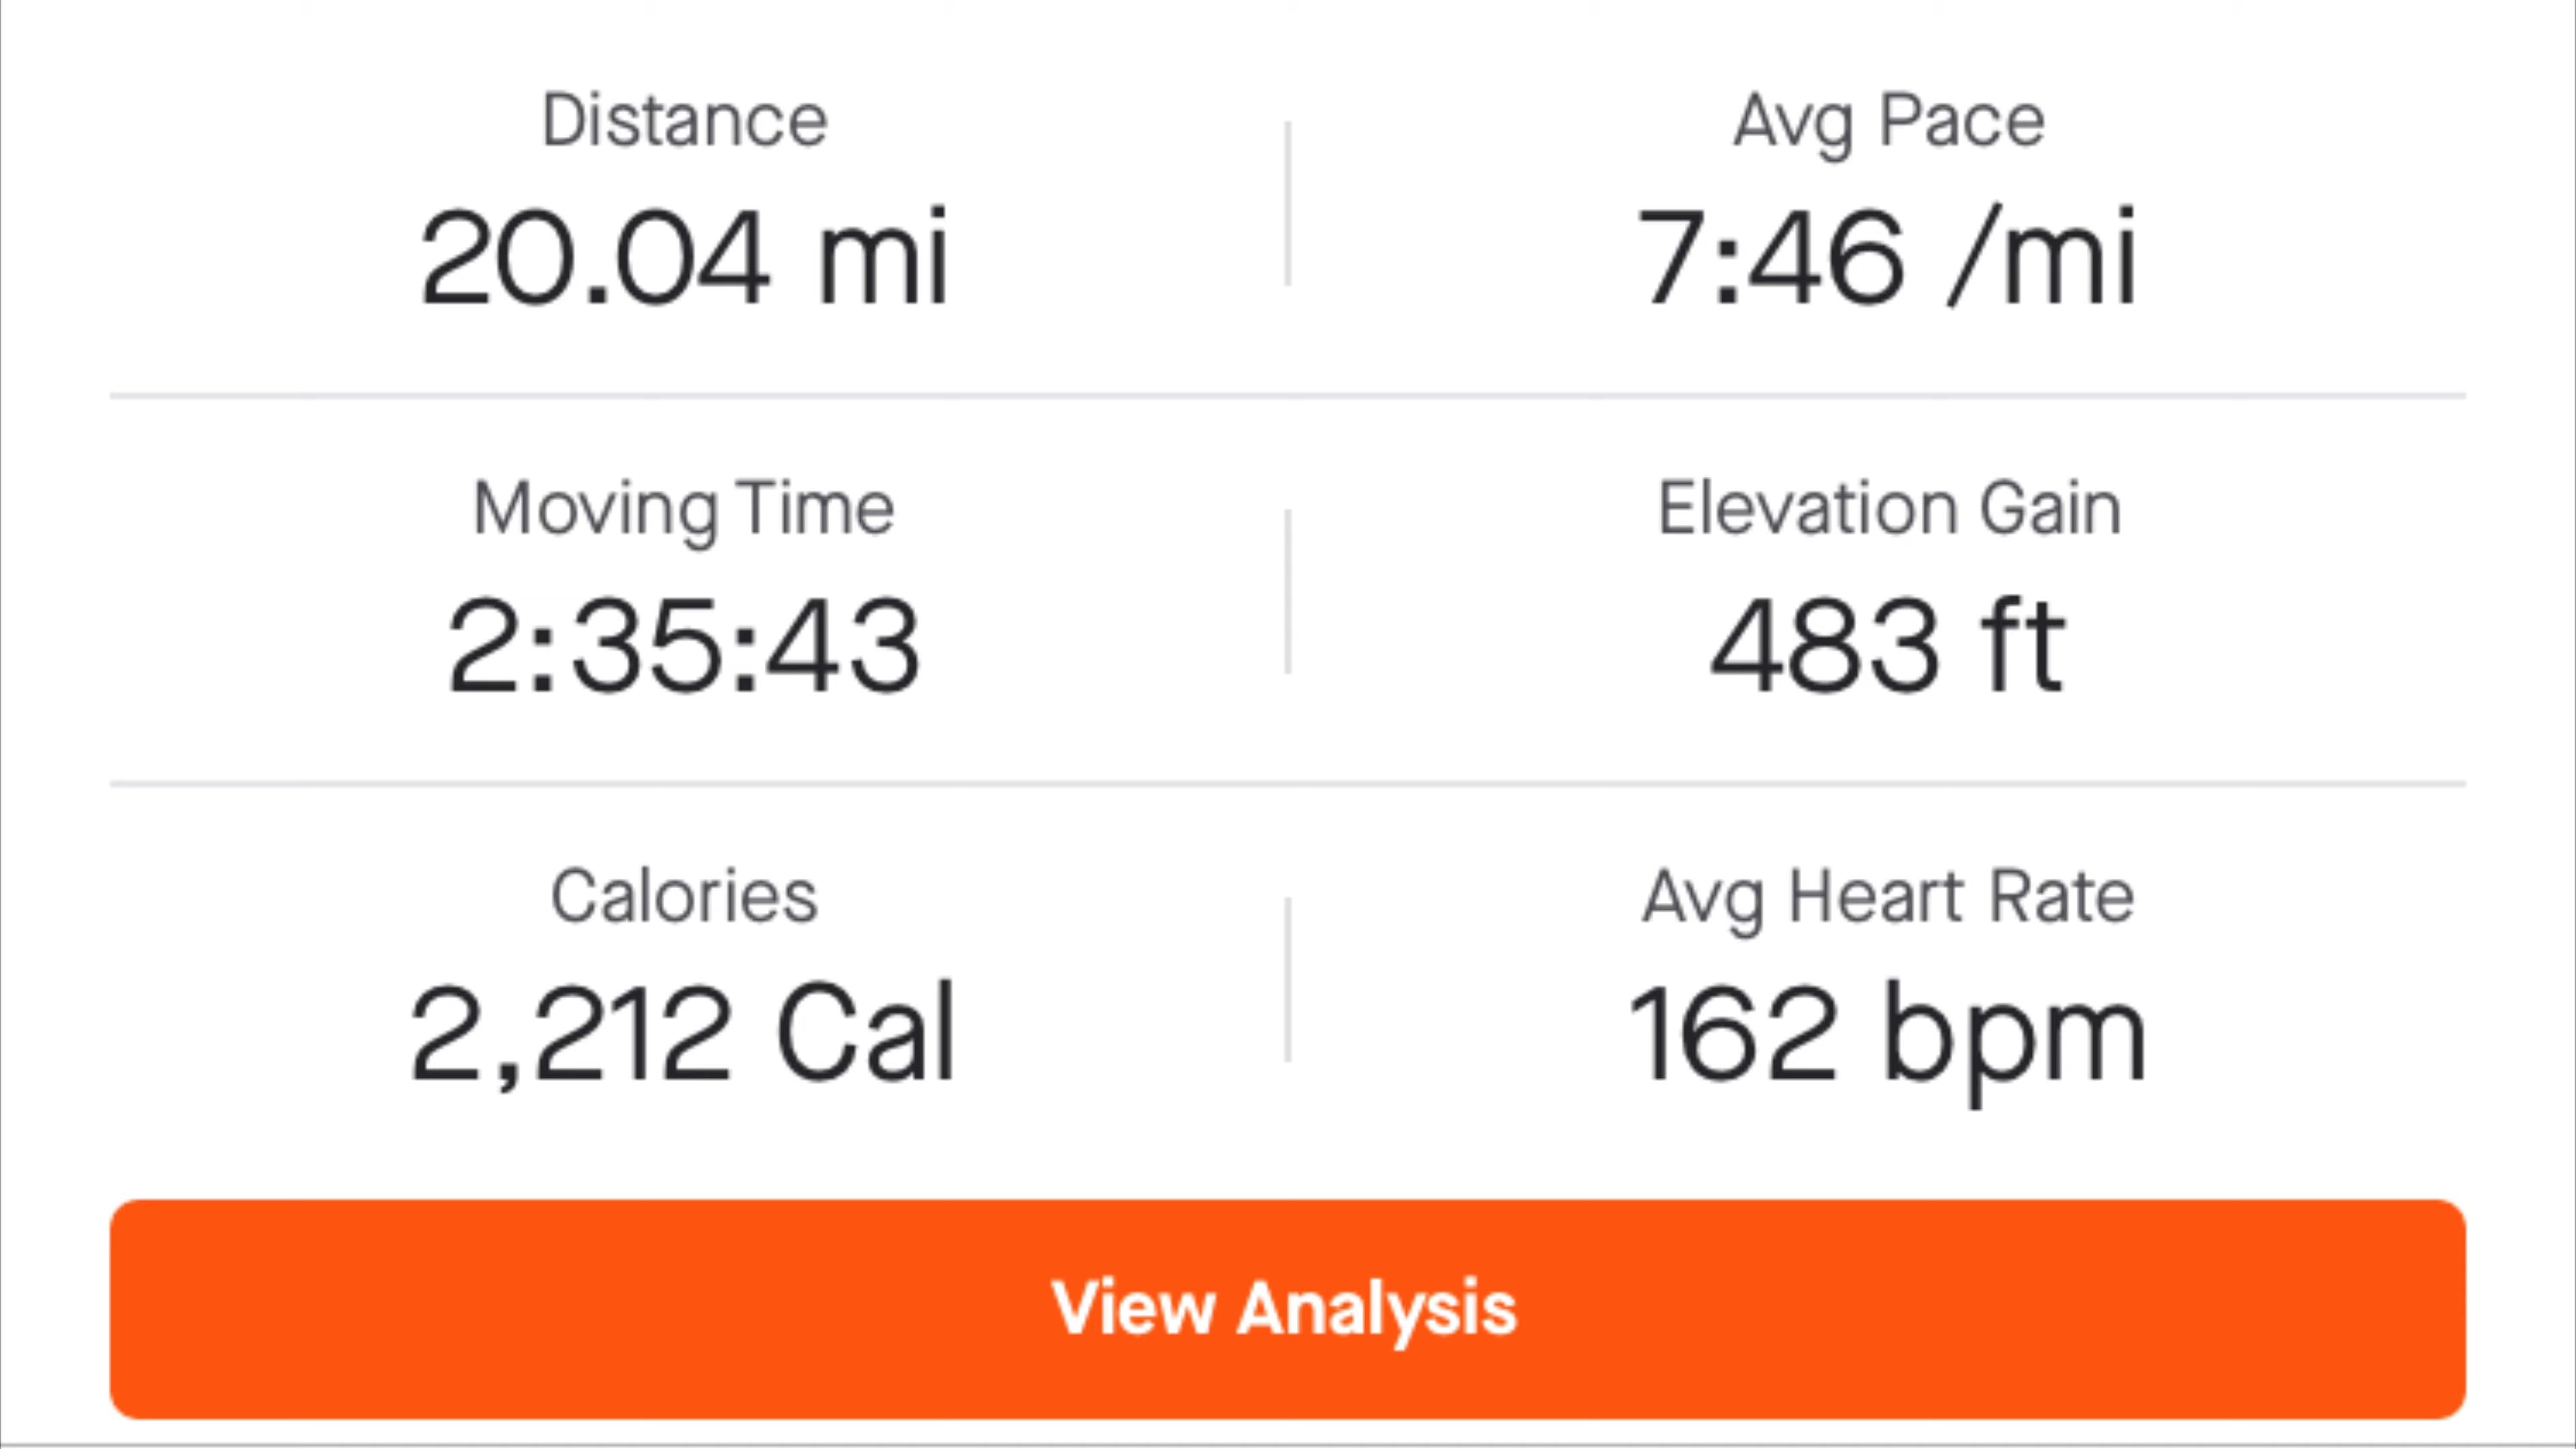 Distance
Avg Pace
20.04 mi
7:46 /mi
Moving Time
Elevation Gain
2:35:43
483 ft
Calories
Avg Heart Rate
2,212 Cal
162 bpm
View Analysis